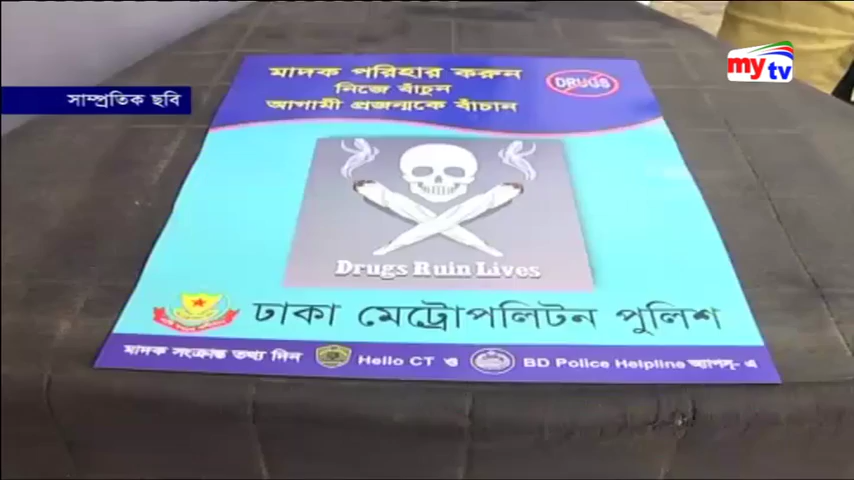 my tv
সাম্প্রতিক ছবি
মাদক পরিহার করুন
নিজে বাঁচুন
আগামী প্রজন্মকে বাঁচান
DRUGS
Drugs Ruin Lives
ঢাকা মেট্রোপলিটন পুলিশ
মাদক সংক্রান্ত তথ্য দিন Hello CT ও BD Police Helpline অ্যাপস্- এ